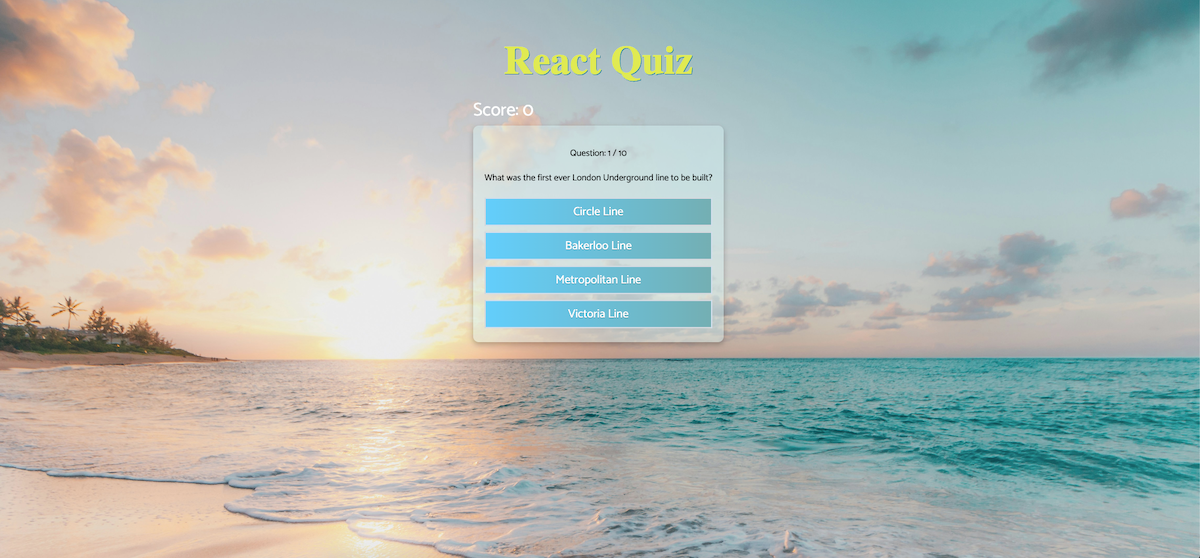 React Quiz
Score: 0
Question: 1 / 10
What was the first ever London Underground line to be built?
Circle Line
Bakerloo Line
Metropolitan Line
Victoria Line